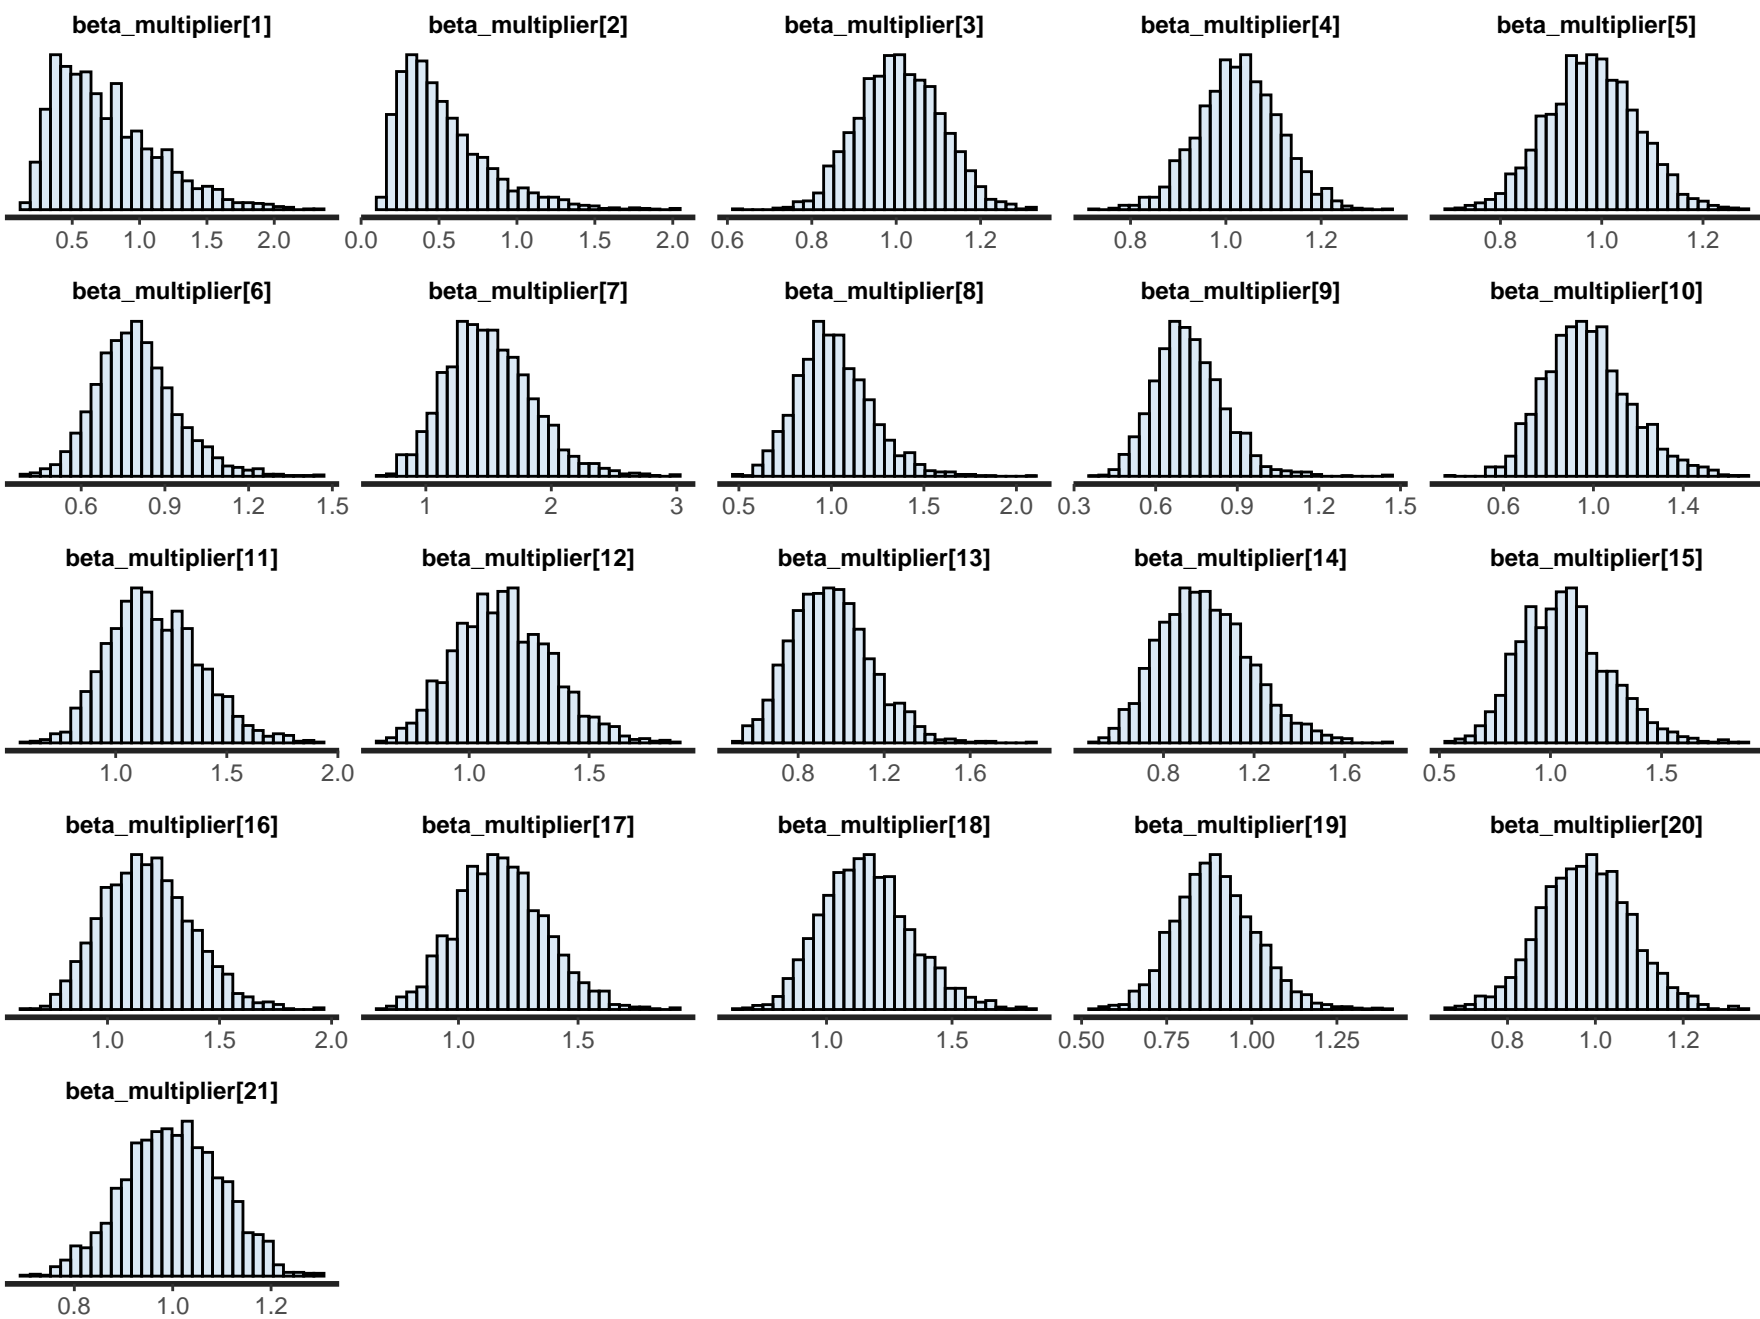 beta_multiplier[1] beta_multiplier[2] beta_multiplier[3] beta_multiplier[4] beta_multiplier[5]
0.5 1.0 1.5 2.0 0.0 0.5 1.0 1.5 2.0 0.6 0.8 1.0 1.2 0.8 1.0 1.2 0.8 1.0 1.2
beta_multiplier[6] beta_multiplier[7] beta_multiplier[8] beta_multiplier[9] beta_multiplier[10]
0.6 0.9 1.2 1.5 1 2 3 0.5 1.0 1.5 2.0 0.3 0.6 0.9 1.2 1.5 0.6 1.0 1.4
beta_multiplier[11] beta_multiplier[12] beta_multiplier[13] beta_multiplier[14] beta_multiplier[15]
1.0 1.5 2.0 1.0 1.5 0.8 1.2 1.6 0.8 1.2 1.6 0.5 1.0 1.5
beta_multiplier[16] beta_multiplier[17] beta_multiplier[18] beta_multiplier[19] beta_multiplier[20]
1.0 1.5 2.0 1.0 1.5 1.0 1.5 0.50 0.75 1.00 1.25 0.8 1.0 1.2
beta_multiplier[21]
0.8 1.0 1.2